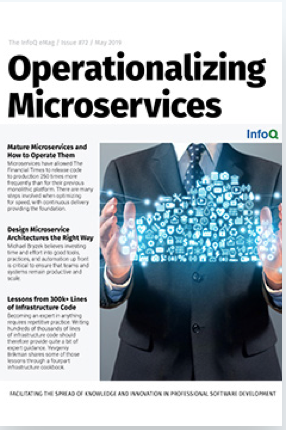 The InfoQ eMag / Issue #72 / May 2019
Operationalizing
Microservices
InfoQ
Mature Microservices and
How to Operate Them
Microservices have allowed The
Financial Times to release code
to production 250 times more
frequently than for their previous
monolithic platform. There are many
steps involved when optimizing
for speed, with continuous delivery
providing the foundation.
Design Microservice
Architectures the Right Way
Michael Bryzek believes investing
time and effort into good tools,
practices, and automation up front
is critical to ensure that teams and
systems remain productive and
scale.
Lessons from 300k+ Lines
of Infrastructure Code
Becoming an expert in anything
requires repetitive practice. Writing
hundreds of thousands of lines
of infrastructure code should
therefore provide quite a bit of
expert guidance. Yevgeniy
Brikman shares some of those
lessons through a four-part
infrastructure cookbook.
FACILITATING THE SPREAD OF KNOWLEDGE AND INNOVATION IN PROFESSIONAL SOFTWARE DEVELOPMENT